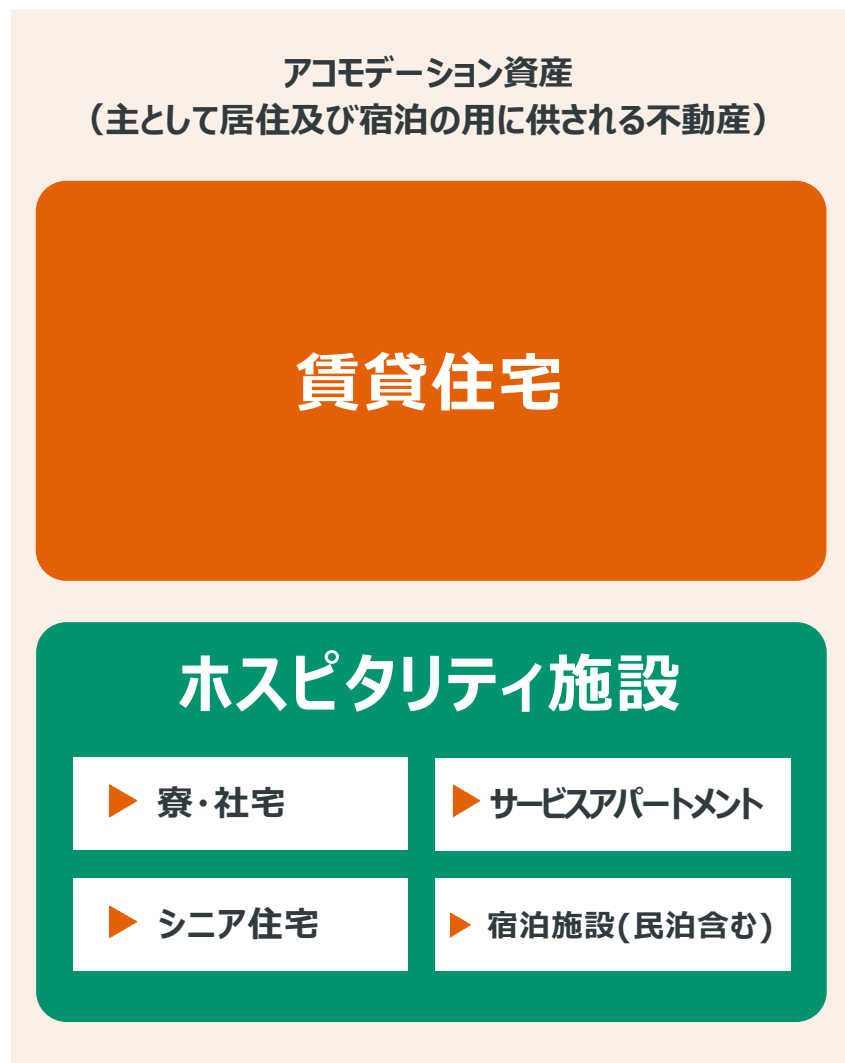 アコモデーション資産
（主として居住及び宿泊の用に供される不動産）
賃貸住宅
ホスピタリティ施設
寮・社宅
サービスアパートメント
シニア住宅
宿泊施設(民泊含む)